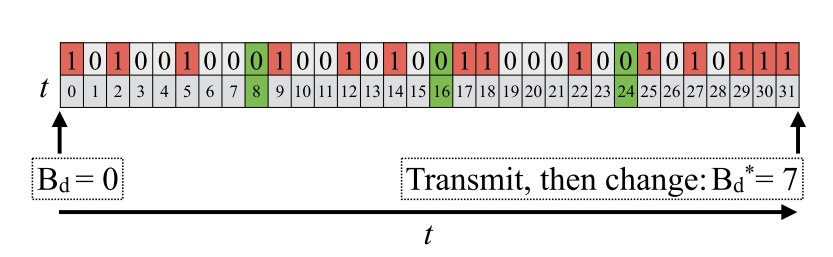 1 0 1 0 0 1 0 0 0 1 0 0 1 0 1 0 0 1 1 0 0 0 1 0 0 1 0 1 0 1 1 1
t 0 1 2 3 4 5 6 7 8 9 10 11 12 13 14 15 16 17 18 19 20 21 22 23 24 25 26 27 28 29 30 31
Bd = 0 Transmit, then change: Bd*= 7
t